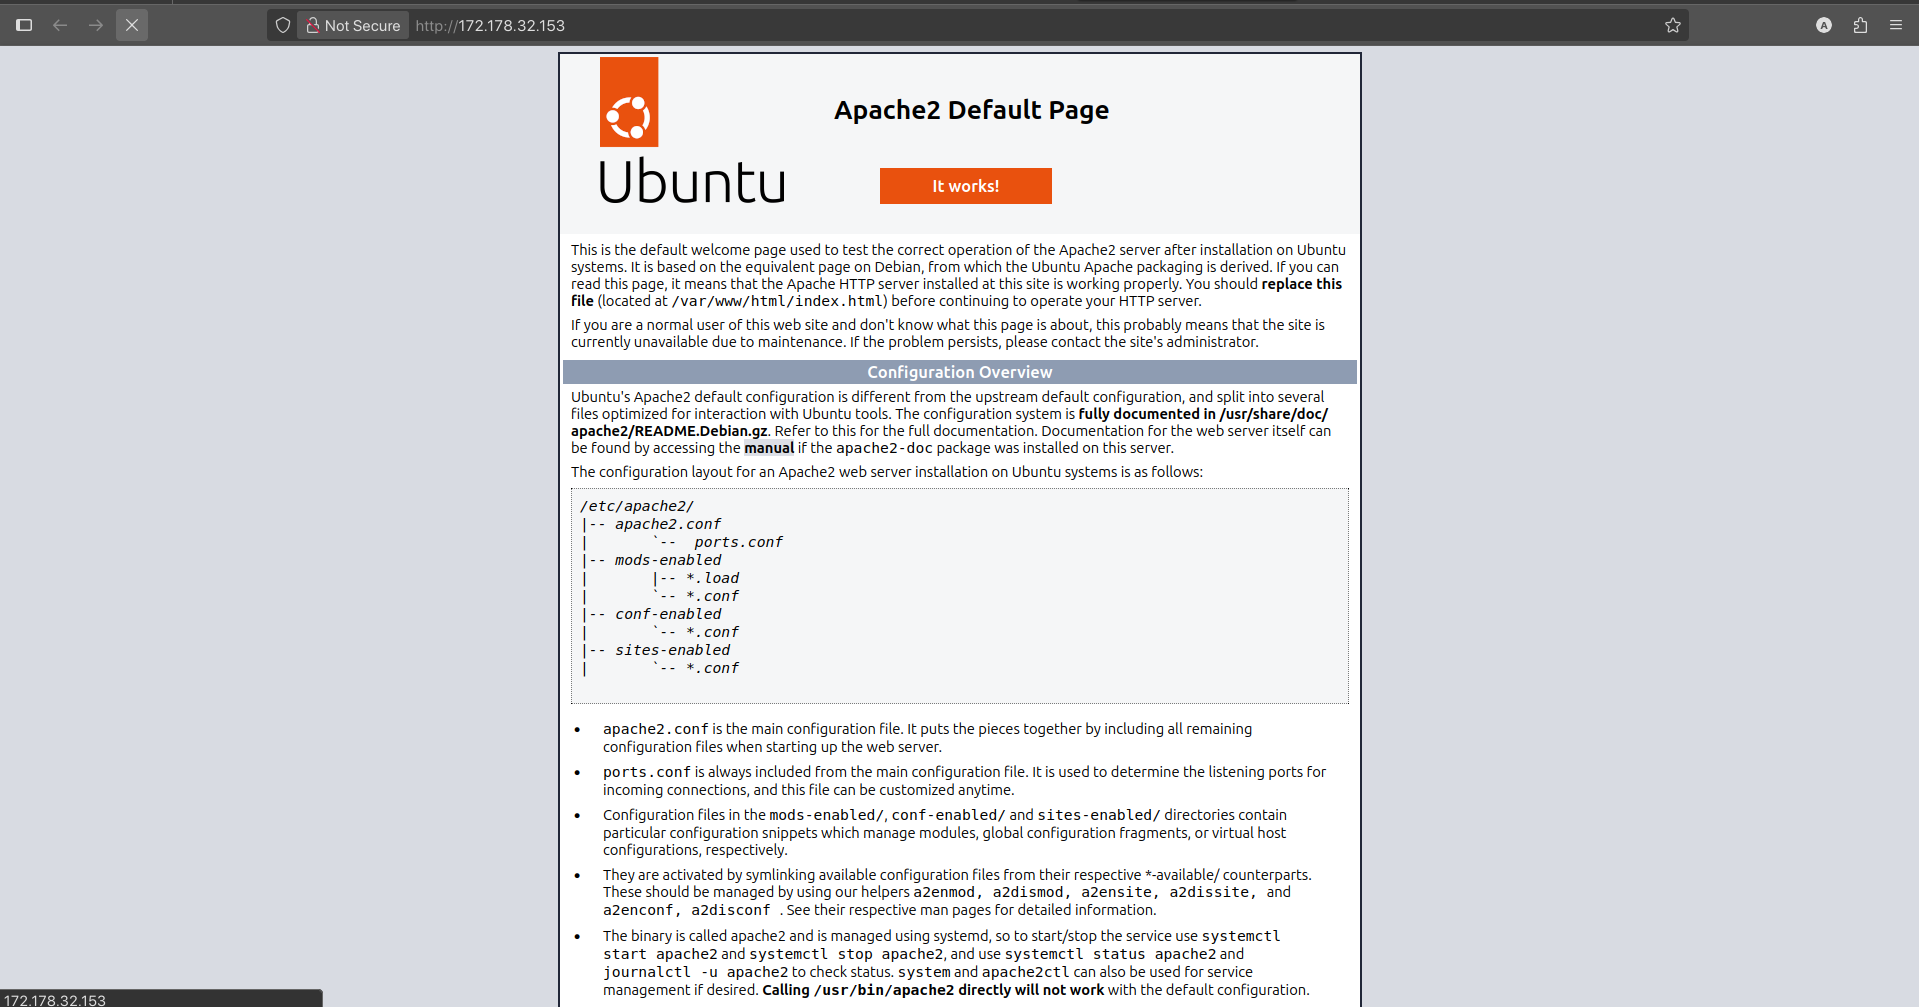 Not Secure http://172.178.32.153
A
Apache2 Default Page
Ubuntu
It works!
This is the default welcome page used to test the correct operation of the Apache2 server after installation on Ubuntu
systems. It is based on the equivalent page on Debian, from which the Ubuntu Apache packaging is derived. If you can
read this page, it means that the Apache HTTP server installed at this site is working properly. You should replace this
file (located at /var/www/html/index.html) before continuing to operate your HTTP server.
If you are a normal user of this web site and don't know what this page is about, this probably means that the site is
currently unavailable due to maintenance. If the problem persists, please contact the site's administrator.
Configuration Overview
Ubuntu's Apache2 default configuration is different from the upstream default configuration, and split into several
files optimized for interaction with Ubuntu tools. The configuration system is fully documented in /usr/share/doc/
apache2/README.Debian.gz. Refer to this for the full documentation. Documentation for the web server itself can
be found by accessing the manual if the apache2-doc package was installed on this server.
The configuration layout for an Apache2 web server installation on Ubuntu systems is as follows:
/etc/apache2/
|-- apache2.conf
|       `--  ports.conf
|-- mods-enabled
|       |-- *.load
|       `-- *.conf
|-- conf-enabled
|       `-- *.conf
|-- sites-enabled
|       `-- *.conf
• apache2.conf is the main configuration file. It puts the pieces together by including all remaining
configuration files when starting up the web server.
• ports.conf is always included from the main configuration file. It is used to determine the listening ports for
incoming connections, and this file can be customized anytime.
• Configuration files in the mods-enabled/, conf-enabled/ and sites-enabled/ directories contain
particular configuration snippets which manage modules, global configuration fragments, or virtual host
configurations, respectively.
• They are activated by symlinking available configuration files from their respective *-available/ counterparts.
These should be managed by using our helpers a2enmod, a2dismod, a2ensite, a2dissite, and
a2enconf, a2disconf . See their respective man pages for detailed information.
• The binary is called apache2 and is managed using systemd, so to start/stop the service use systemctl
start apache2 and systemctl stop apache2, and use systemctl status apache2 and
journalctl -u apache2 to check status. system and apache2ctl can also be used for service
management if desired. Calling /usr/bin/apache2 directly will not work with the default configuration.
172.178.32.153